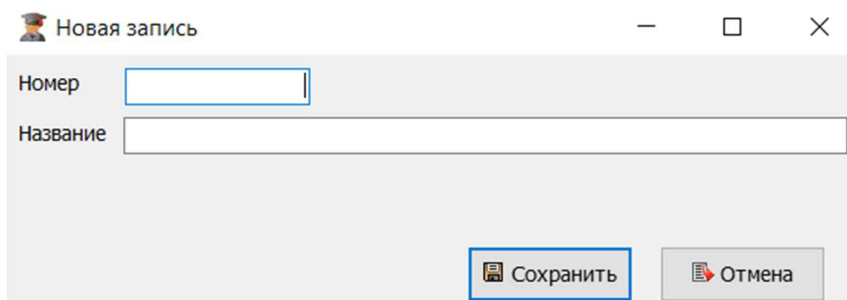 Новая запись
Номер
Название
Сохранить Отмена